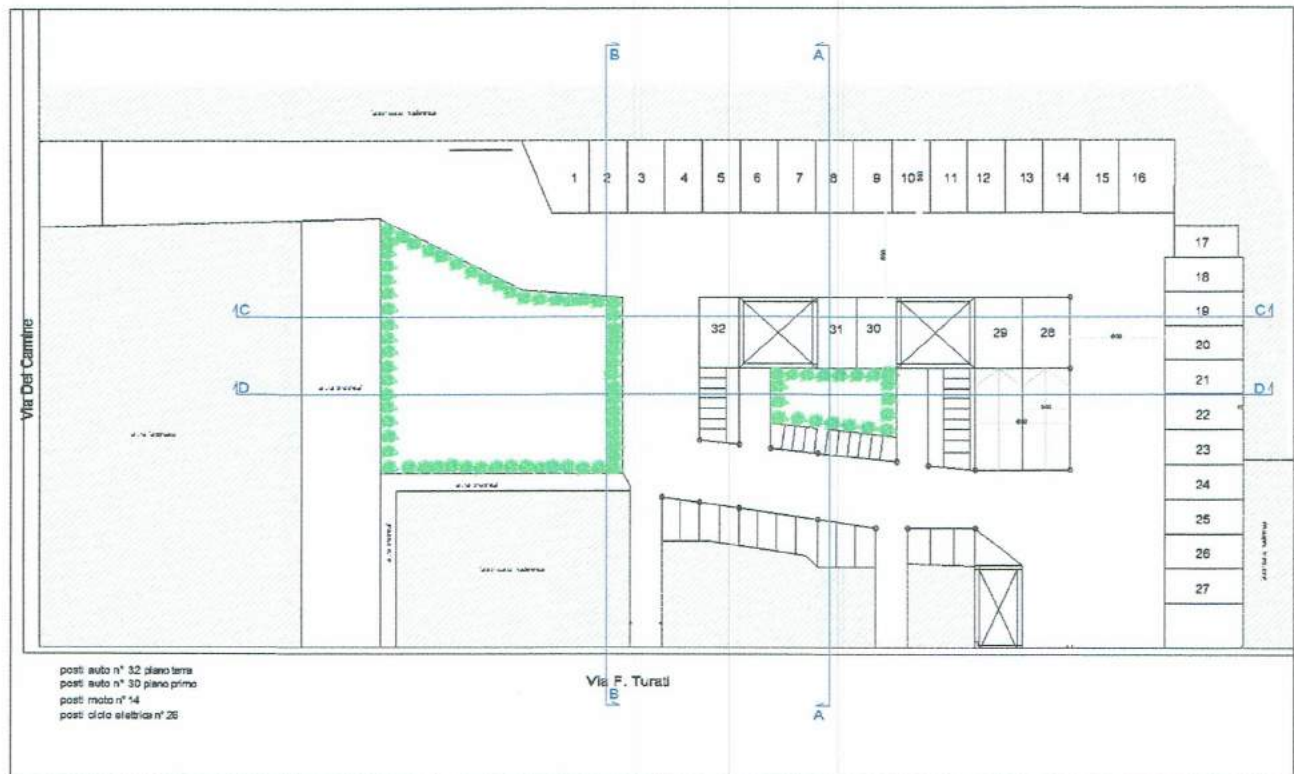 B
A
1 2 3 4 5 6 7 8 9 10 11 12 13 14 15 16
17
18
C C
19
32 31 30 29 28
20
Via Del Carmine
D D
21
22
23
24
25
26
27
posti auto n° 32 piano terra
posti auto n° 30 piano primo
Via F. Turati
posti moto n° 14
B
posti ciclo elettrica n° 26
A